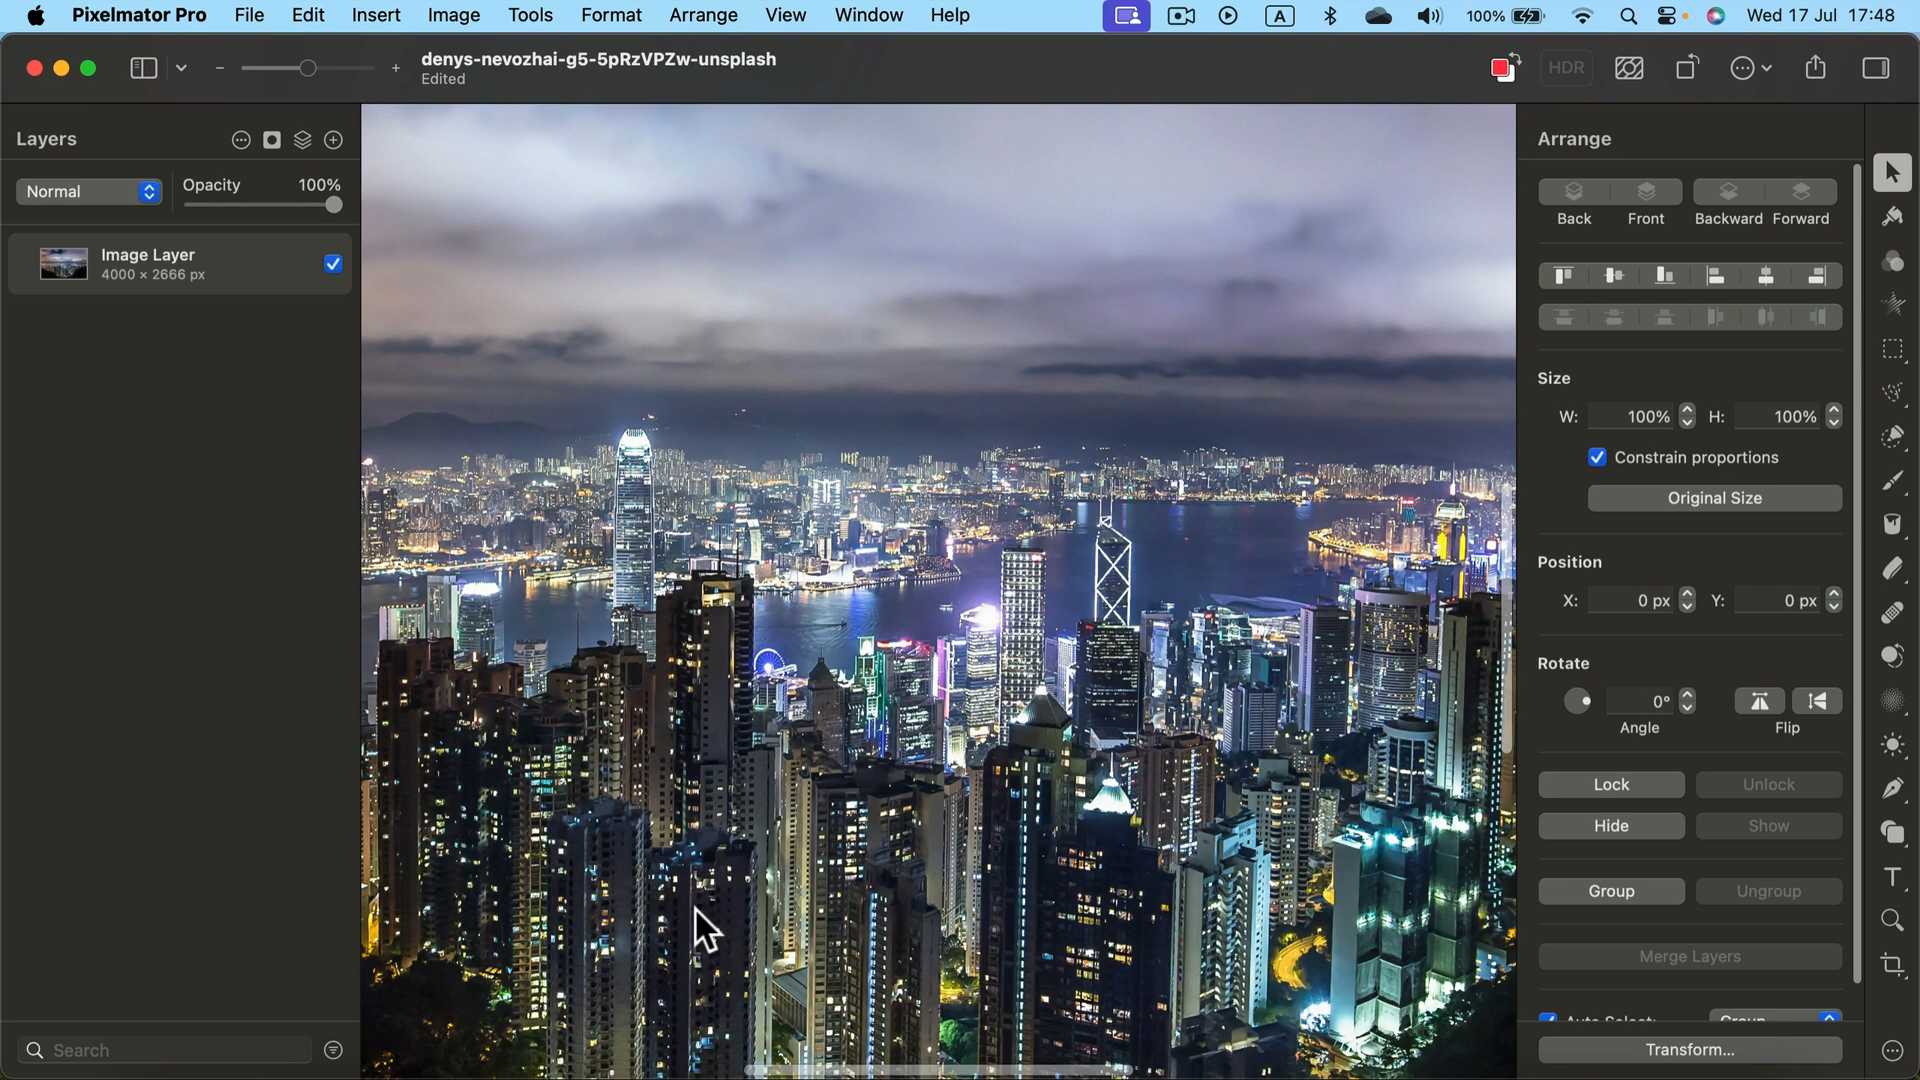 Pixelmator Pro File Edit Insert Image Tools Format Arrange View Window Help A 100% Wed 17 Jul 17:48
denys-nevozhai-g5-5pRzVPZw-unsplash
Edited
HDR
Layers
Normal
Opacity 100%
Image Layer
4000 × 2666 px
Search
Arrange
Back Front Backward Forward
Size
W: 100% H: 100%
Constrain proportions
Original Size
Position
X: 0 px Y: 0 px
Rotate
0°
Angle Flip
Lock Unlock
Hide Show
Group Ungroup
Merge Layers
Auto Select: Group
Transform...